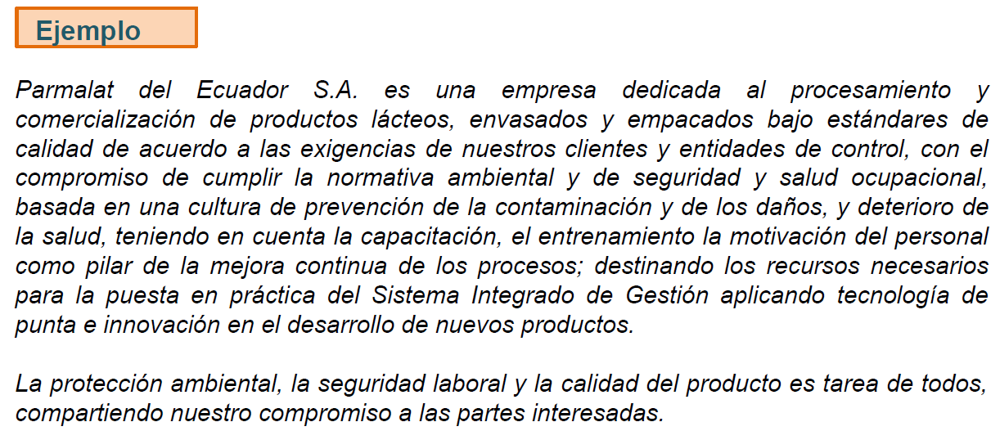 Ejemplo
Parmalat del Ecuador S.A. es una empresa dedicada al procesamiento y
comercialización de productos lácteos, envasados y empacados bajo estándares de
calidad de acuerdo a las exigencias de nuestros clientes y entidades de control, con el
compromiso de cumplir la normativa ambiental y de seguridad y salud ocupacional,
basada en una cultura de prevención de la contaminación y de los daños, y deterioro de
la salud, teniendo en cuenta la capacitación, el entrenamiento la motivación del personal
como pilar de la mejora continua de los procesos; destinando los recursos necesarios
para la puesta en práctica del Sistema Integrado de Gestión aplicando tecnología de
punta e innovación en el desarrollo de nuevos productos.
La protección ambiental, la seguridad laboral y la calidad del producto es tarea de todos,
compartiendo nuestro compromiso a las partes interesadas.